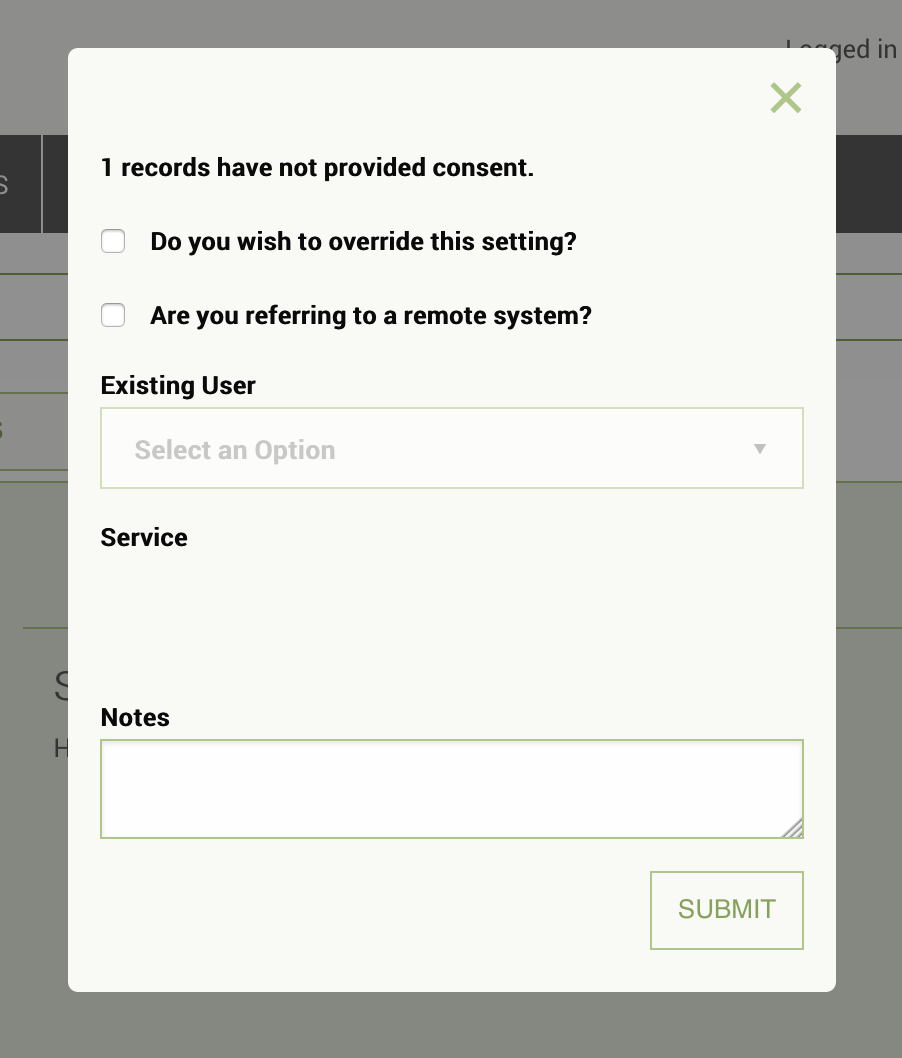 Logged in
1 records have not provided consent.
Do you wish to override this setting?
Are you referring to a remote system?
Existing User
Select an Option
Service
Notes
SUBMIT